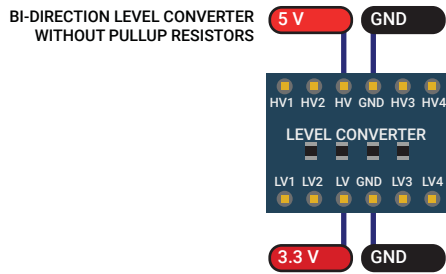 BI-DIRECTION LEVEL CONVERTER
WITHOUT PULLUP RESISTORS
5 V
GND
HV1 HV2 HV GND HV3 HV4
LEVEL CONVERTER
LV1 LV2 LV GND LV3 LV4
3.3 V
GND